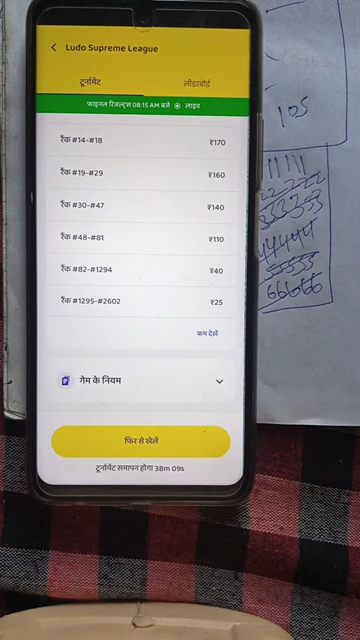 Ludo Supreme League
टूर्नामेंट लीडरबोर्ड
फाइनल रिजल्ट्स 08:15 AM बजे लाइव
रैंक #14-#18 ₹170
रैंक #19-#29 ₹160
रैंक #30-#47 ₹140
रैंक #48-#81 ₹110
रैंक #82-#1294 ₹40
रैंक #1295-#2602 ₹25
कम देखें
गेम के नियम
फिर से खेलें
टूर्नामेंट समाप्त होगा 38m 09s
105
11111
22222
33333
44444
55555
66666